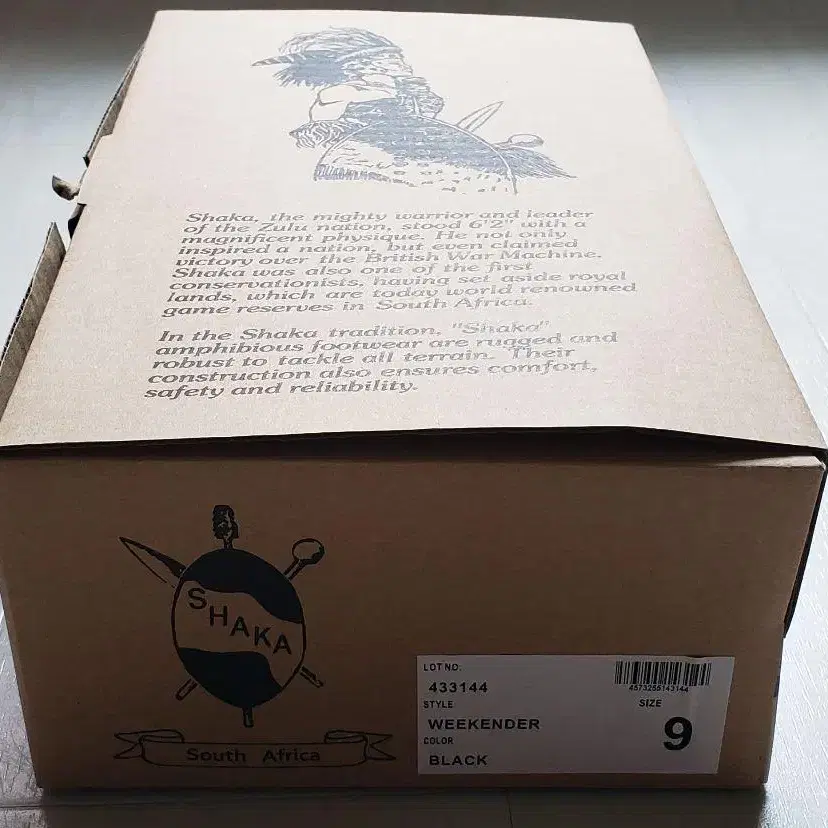 Shaka, the mighty warrior and leader
of the Zulu nation, stood 6'2" with a
magnificent physique. He not only
inspired a nation, but even claimed
victory over the British War Machine.
Shaka was also one of the first
conservationists, having set aside royal
lands, which are today world renowned
game reserves in South Africa.
In the Shaka tradition, "Shaka"
amphibious footwear are rugged and
robust to tackle all terrain. Their
construction also ensures comfort,
safety and reliability.
SHAKA
South Africa
LOT NO.
433144
4573255143144
STYLE
SIZE
WEEKENDER
9
COLOR
BLACK